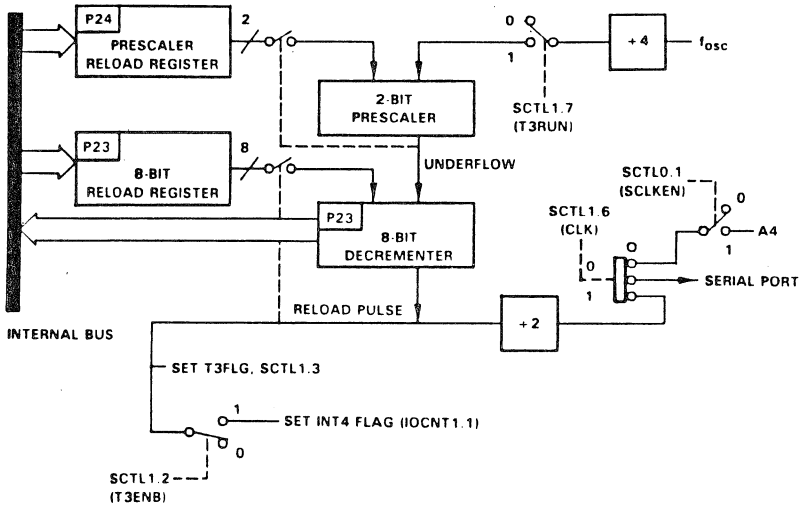 P24
PRESCALER
RELOAD REGISTER
2
0
1
+4
fosc
SCTL1.7
(T3RUN)
2-BIT
PRESCALER
P23
8-BIT
RELOAD REGISTER
8
UNDERFLOW
P23
8-BIT
DECREMENTER
SCTL0.1
(SCLKEN)
0
1
A4
SCTL1.6
(CLK)
0
0
1
SERIAL PORT
RELOAD PULSE
+2
INTERNAL BUS
SET T3FLG, SCTL1.3
1
SET INT4 FLAG (IOCNT1.1)
0
SCTL1.2
(T3ENB)